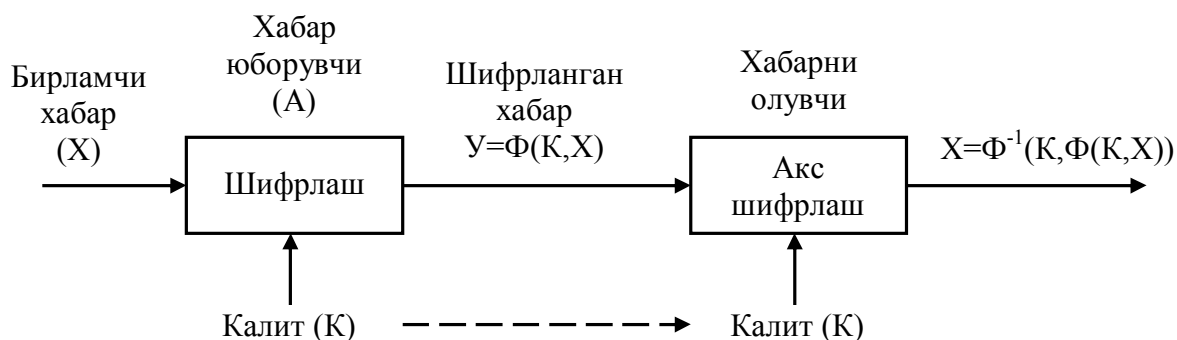 Бирламчи
хабар
(Х)
Хабар
юборувчи
(А)
Шифрланган
хабар
У=Ф(К,Х)
Хабарни
олувчи
Х=Ф⁻¹(К,Ф(К,Х))
Шифрлаш
Акс
шифрлаш
Калит (К)
Калит (К)